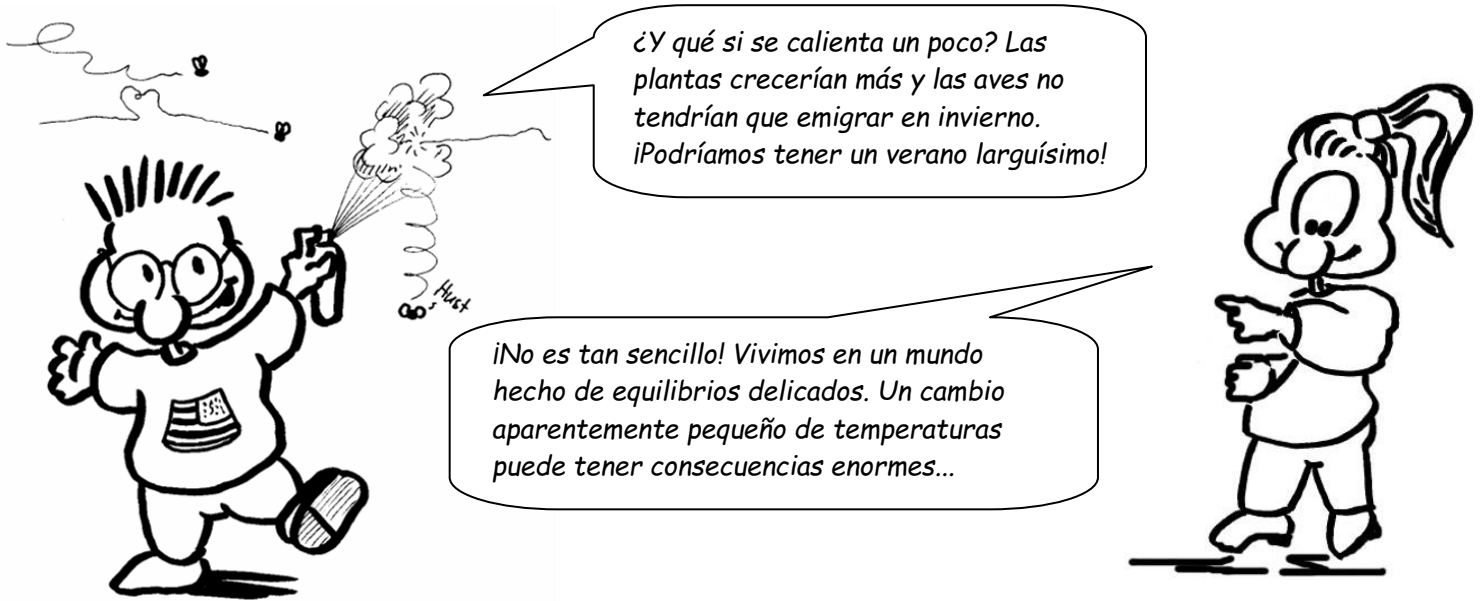 ¿Y qué si se calienta un poco? Las
plantas crecerían más y las aves no
tendrían que emigrar en invierno.
¡Podríamos tener un verano larguísimo!
Hust
¡No es tan sencillo! Vivimos en un mundo
hecho de equilibrios delicados. Un cambio
aparentemente pequeño de temperaturas
puede tener consecuencias enormes...